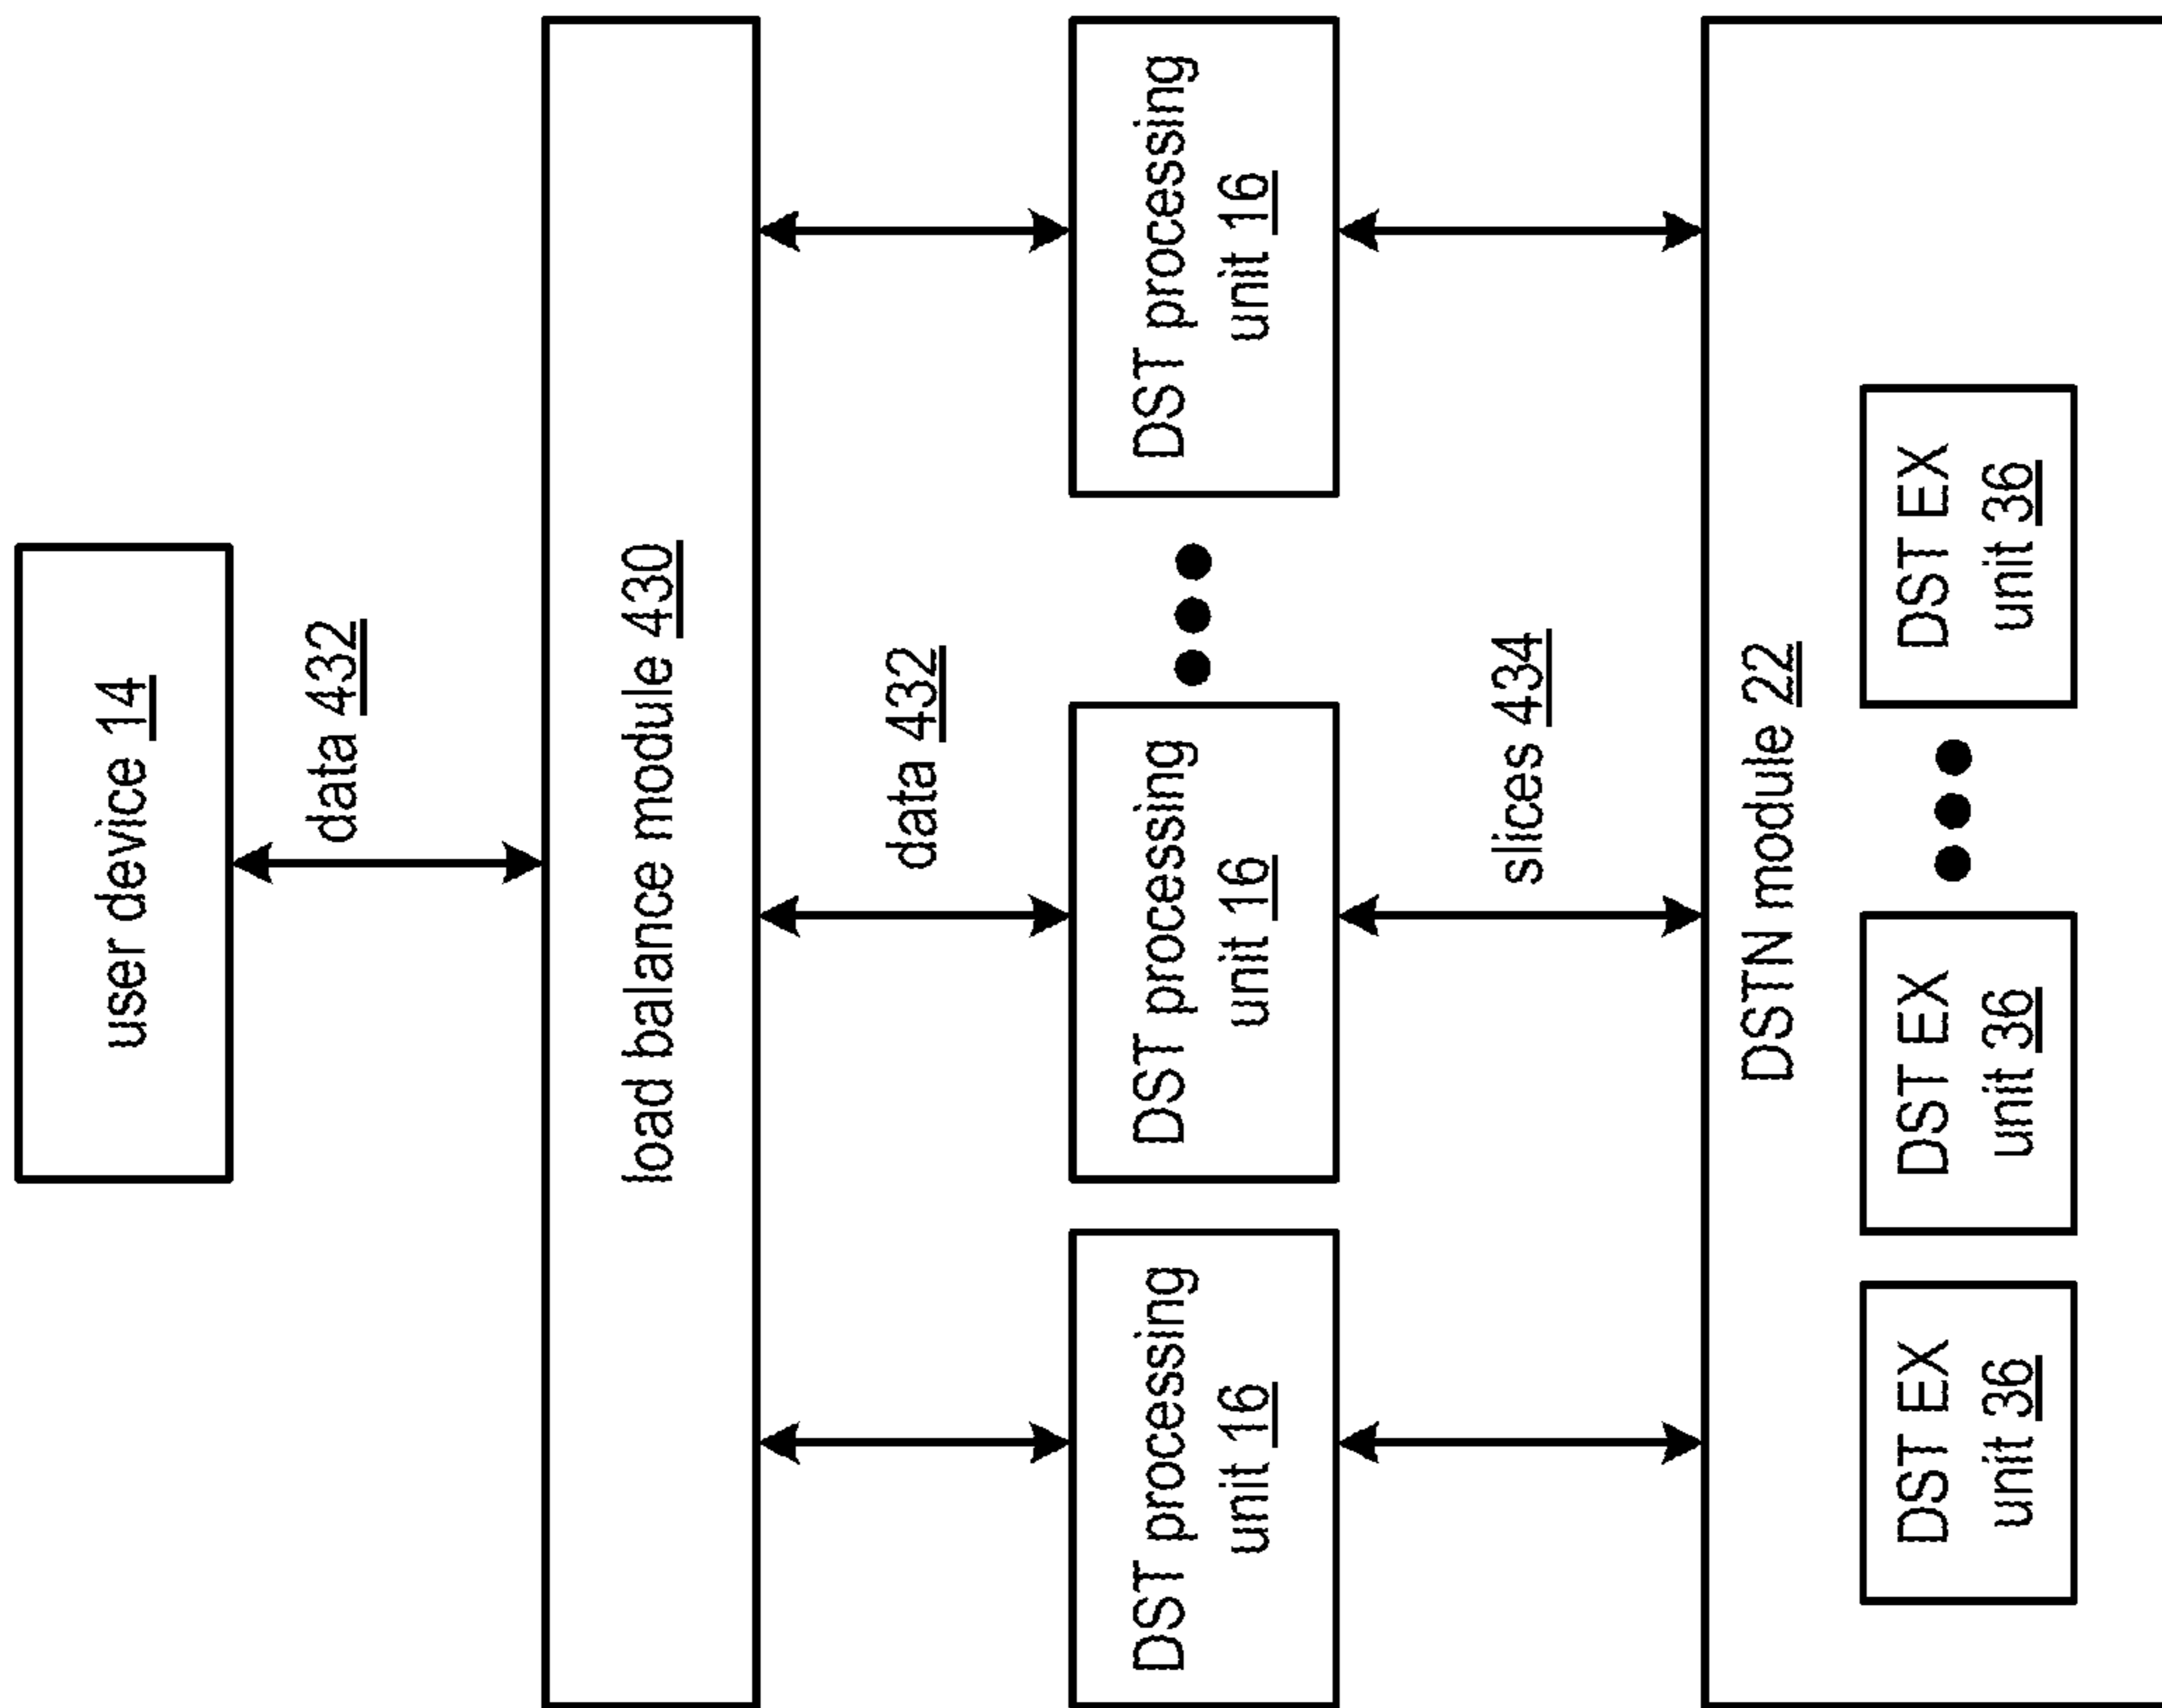 user device 14
data 432
load balance module 430
data 432
DST processing
unit 16
DST processing
unit 16
DST processing
unit 16
slices 434
DSTN module 22
DST EX
unit 36
DST EX
unit 36
DST EX
unit 36